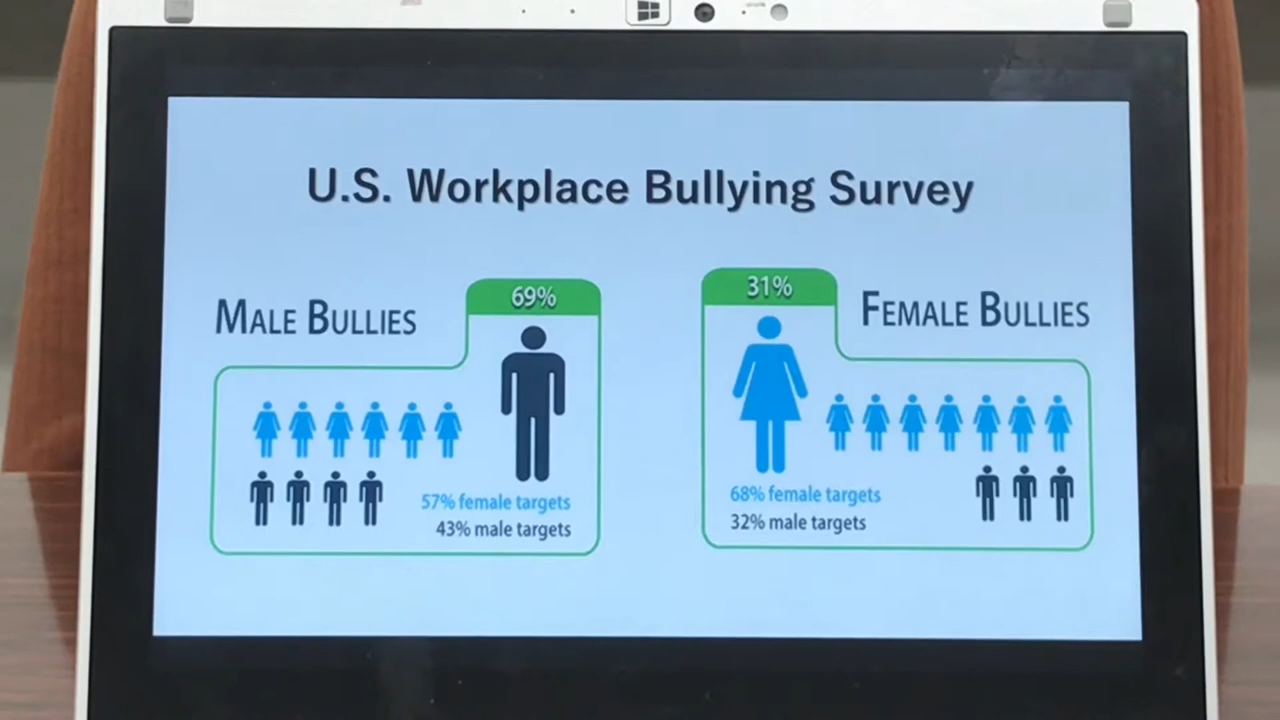 U.S. Workplace Bullying Survey
MALE BULLIES
69%
57% female targets
43% male targets
31%
FEMALE BULLIES
68% female targets
32% male targets